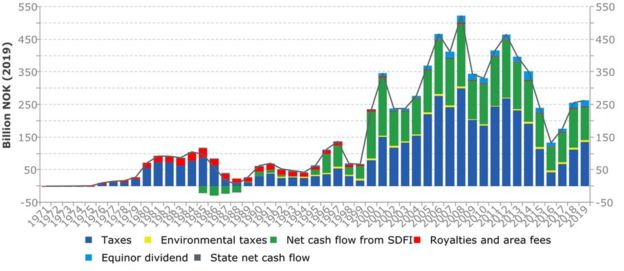 Billion NOK (2019)
550 550
450 450
350 350
250 250
150 150
50 50
-50 -50
1971 1972 1973 1974 1975 1976 1977 1978 1979 1980 1981 1982 1983 1984 1985 1986 1987 1988 1989 1990 1991 1992 1993 1994 1995 1996 1997 1998 1999 2000 2001 2002 2003 2004 2005 2006 2007 2008 2009 2010 2011 2012 2013 2014 2015 2016 2017 2018 2019
Taxes Environmental taxes Net cash flow from SDFI Royalties and area fees
Equinor dividend State net cash flow